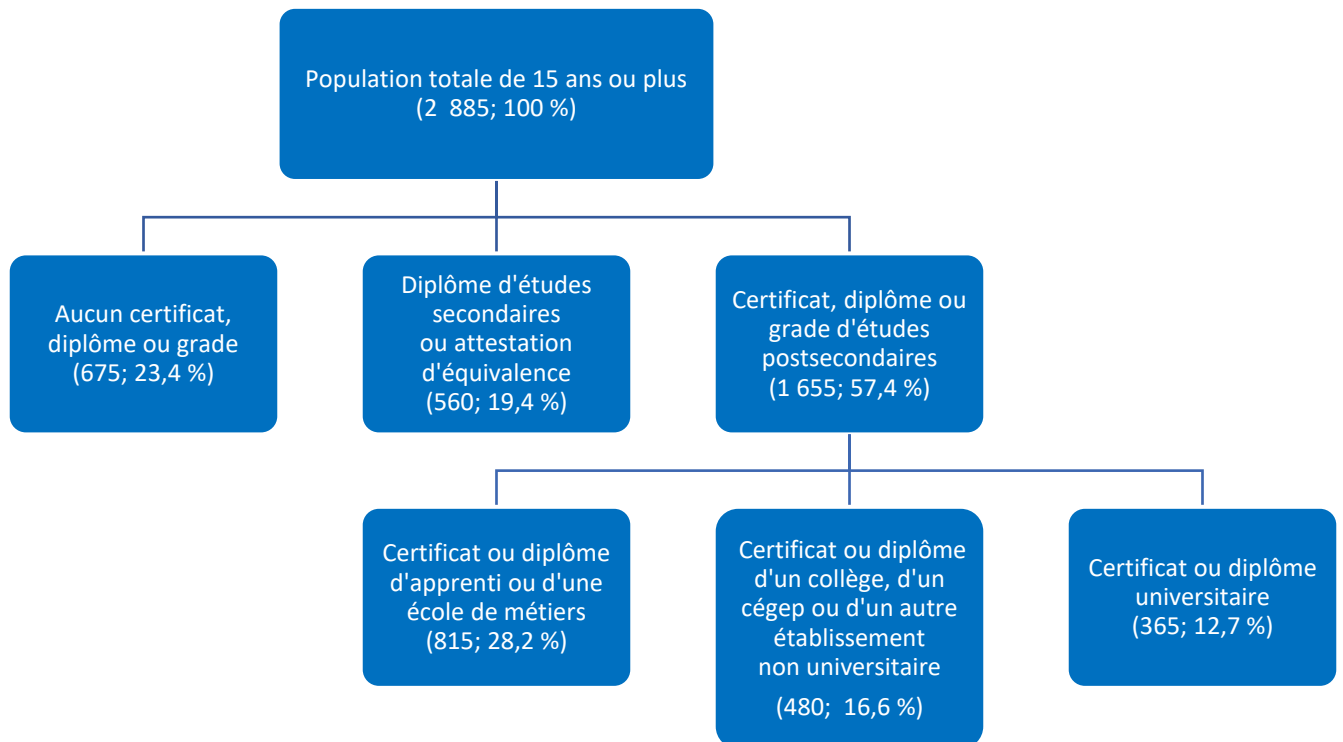 Population totale de 15 ans ou plus
(2  885; 100 %)
Aucun certificat,
diplôme ou grade
(675; 23,4 %)
Diplôme d'études
secondaires
ou attestation
d'équivalence
(560; 19,4 %)
Certificat, diplôme ou
grade d'études
postsecondaires
(1 655; 57,4 %)
Certificat ou diplôme
d'apprenti ou d'une
école de métiers
(815; 28,2 %)
Certificat ou diplôme
d'un collège, d'un
cégep ou d'un autre
établissement
non universitaire
(480;  16,6 %)
Certificat ou diplôme
universitaire
(365; 12,7 %)